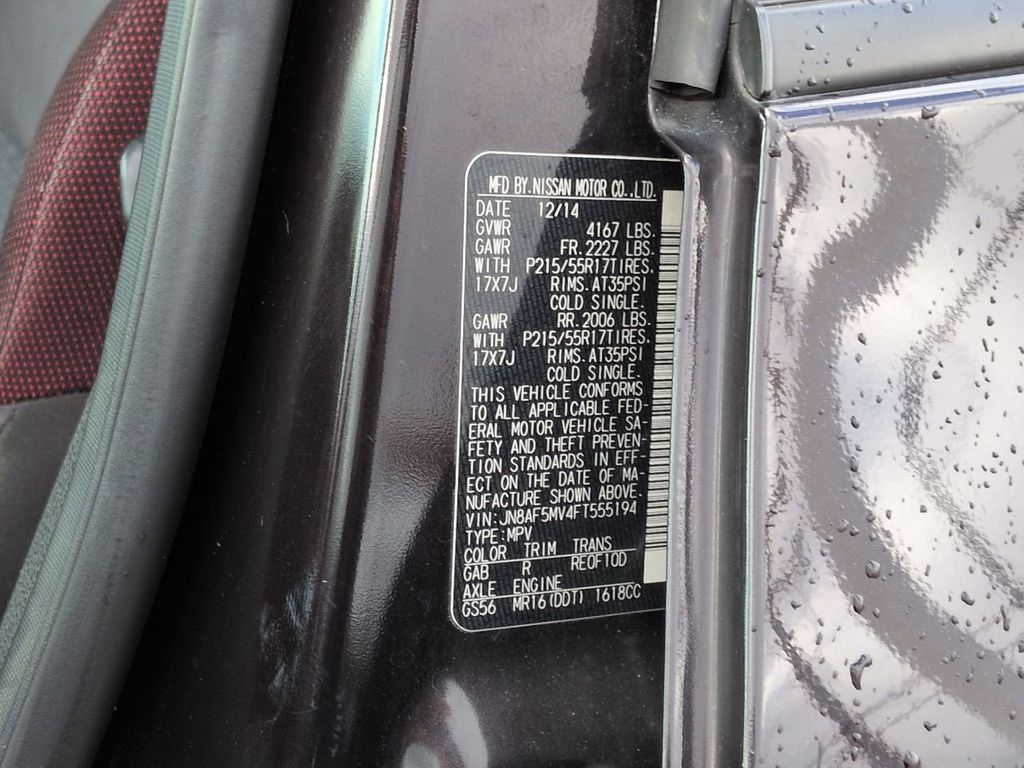 MFD BY.NISSAN MOTOR CO.,LTD.
DATE 12/14
GVWR 4167 LBS.
GAWR FR. 2227 LBS.
WITH P215/55R17TIRES.
17X7J RIMS. AT35PSI
COLD SINGLE.
GAWR RR. 2006 LBS.
WITH P215/55R17TIRES.
17X7J RIMS. AT35PSI
COLD SINGLE.
THIS VEHICLE CONFORMS
TO ALL APPLICABLE FED-
ERAL MOTOR VEHICLE SA-
FETY AND THEFT PREVEN-
TION STANDARDS IN EFF-
ECT ON THE DATE OF MA-
NUFACTURE SHOWN ABOVE.
VIN:JN8AF5MV4FT555194
TYPE:MPV
COLOR TRIM TRANS
GAB R RE0F10D
AXLE ENGINE
GS56 MR16(DDT) 1618CC